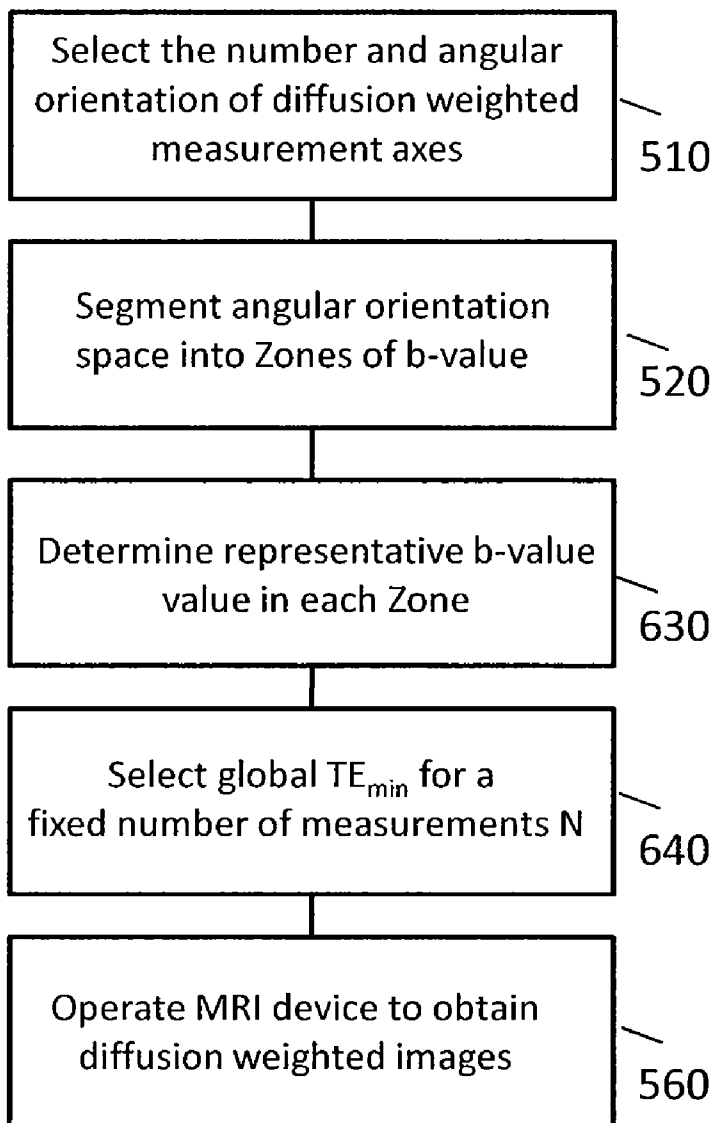 Select the number and angular
orientation of diffusion weighted
measurement axes
510
Segment angular orientation
space into Zones of b-value
520
Determine representative b-value
value in each Zone
630
Select global TEmin for a
fixed number of measurements N
640
Operate MRI device to obtain
diffusion weighted images
560